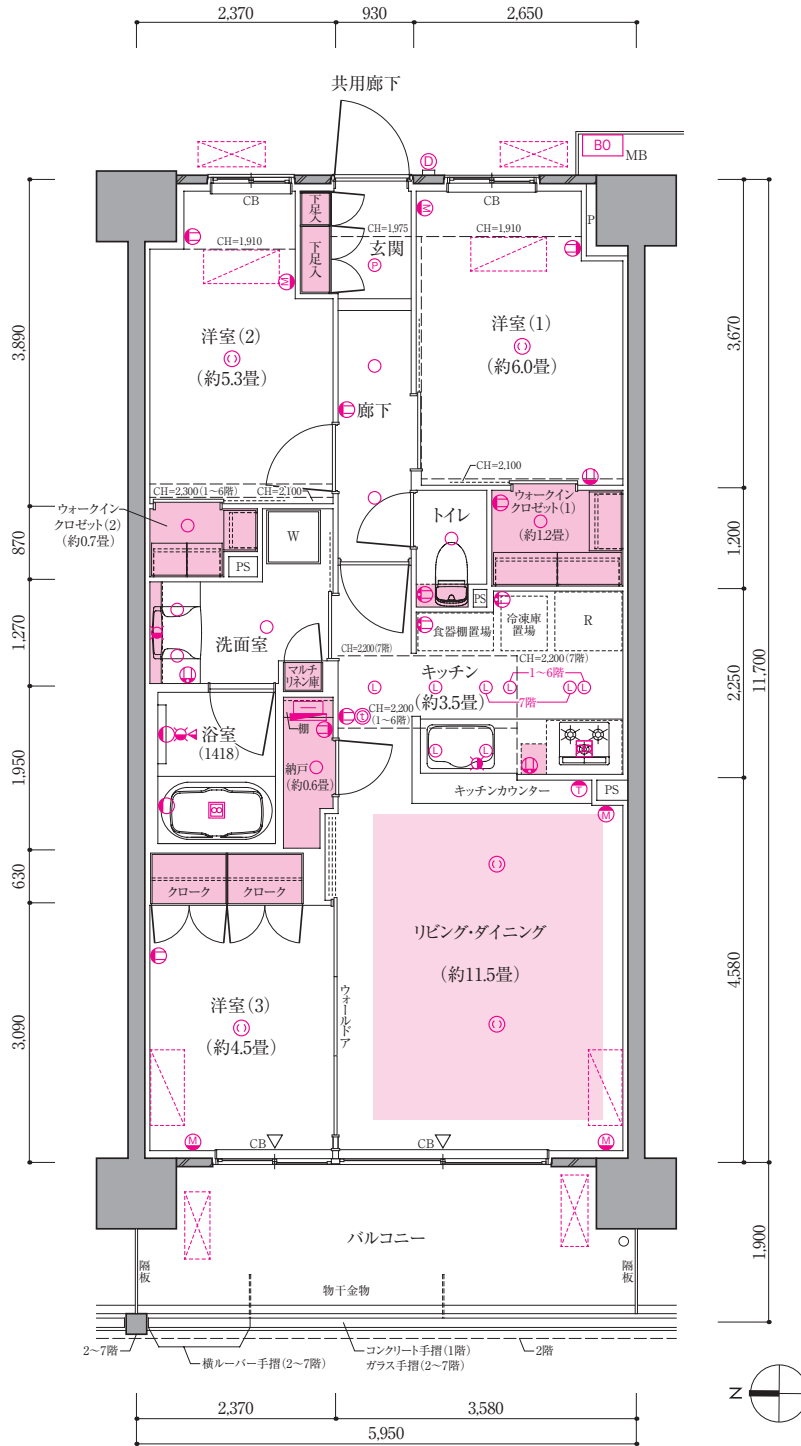 2,370
930
2,650
共用廊下
BO
MB
D
CB
CB
P
下足入
下足入
CH=1,975
玄関
P
M
CH=1,910
CH=1,910
M
洋室(2)
(約5.3畳)
洋室(1)
(約6.0畳)
3,890
3,670
廊下
CH=2,100
CH=2,300(1〜6階)
CH=2,100
ウォークイン
クロゼット(2)
(約0.7畳)
W
トイレ
ウォークイン
クロゼット(1)
(約1.2畳)
870
1,200
PS
PS
洗面室
1,270
食器棚置場
冷凍庫
置場
R
CH=2,200(7階)
CH=2,200(7階)
マルチ
リネン庫
キッチン
(約3.5畳)
1〜6階
7階
L
L
L
L
L
L
2,250
11,700
棚
t
CH=2,200
(1〜6階)
浴室
(1418)
L
L
1,950
納戸
(約0.6畳)
キッチンカウンター
T
PS
M
630
クローク
クローク
リビング・ダイニング
(約11.5畳)
4,580
洋室(3)
(約4.5畳)
ウォールドア
3,090
M
CB
CB
M
バルコニー
1,900
隔板
隔板
物干金物
2〜7階
横ルーバー手摺(2〜7階)
コンクリート手摺(1階)
ガラス手摺(2〜7階)
2階
N
2,370
3,580
5,950